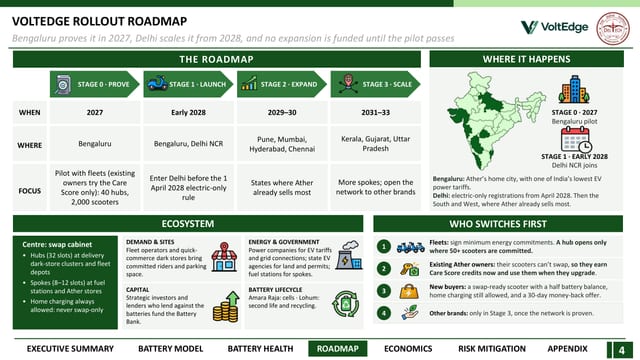 VOLTEDGE ROLLOUT ROADMAP
Bengaluru proves it in 2027, Delhi scales it from 2028, and no expansion is funded until the pilot passes
VoltEdge
THE ROADMAP
STAGE 0 · PROVE
STAGE 1 · LAUNCH
STAGE 2 · EXPAND
STAGE 3 · SCALE
WHEN
2027
Early 2028
2029–30
2031–33
WHERE
Bengaluru
Bengaluru, Delhi NCR
Pune, Mumbai,
Hyderabad, Chennai
Kerala, Gujarat, Uttar
Pradesh
FOCUS
Pilot with fleets (existing
owners try the Care
Score only): 40 hubs,
2,000 scooters
Enter Delhi before the 1
April 2028 electric-only
rule
States where Ather
already sells most
More spokes; open the
network to other brands
WHERE IT HAPPENS
STAGE 0 · 2027
Bengaluru pilot
STAGE 1 · EARLY 2028
Delhi NCR joins
Bengaluru: Ather's home city, with one of India's lowest EV
power tariffs.
Delhi: electric-only registrations from April 2028. Then the
South and West, where Ather already sells most.
ECOSYSTEM
Centre: swap cabinet
• Hubs (32 slots) at delivery
dark-store clusters and fleet
depots
• Spokes (8–12 slots) at fuel
stations and Ather stores
• Home charging always
allowed: never swap-only
DEMAND & SITES
Fleet operators and quick-
commerce dark stores bring
committed riders and parking
space.
ENERGY & GOVERNMENT
Power companies for EV tariffs
and grid connections; state EV
agencies for land and permits;
fuel stations for spokes.
CAPITAL
Strategic investors and
lenders who lend against the
batteries fund the Battery
Bank.
BATTERY LIFECYCLE
Amara Raja: cells · Lohum:
second life and recycling.
WHO SWITCHES FIRST
1
Fleets: sign minimum energy commitments. A hub opens only
where 50+ scooters are committed.
2
Existing Ather owners: their scooters can't swap, so they earn
Care Score credits now and use them when they upgrade.
3
New buyers: a swap-ready scooter with a half battery balance,
home charging still allowed, and a 30-day money-back offer.
4
Other brands: only in Stage 3, once the network is proven.
EXECUTIVE SUMMARY
BATTERY MODEL
BATTERY HEALTH
ROADMAP
ECONOMICS
RISK MITIGATION
APPENDIX
4